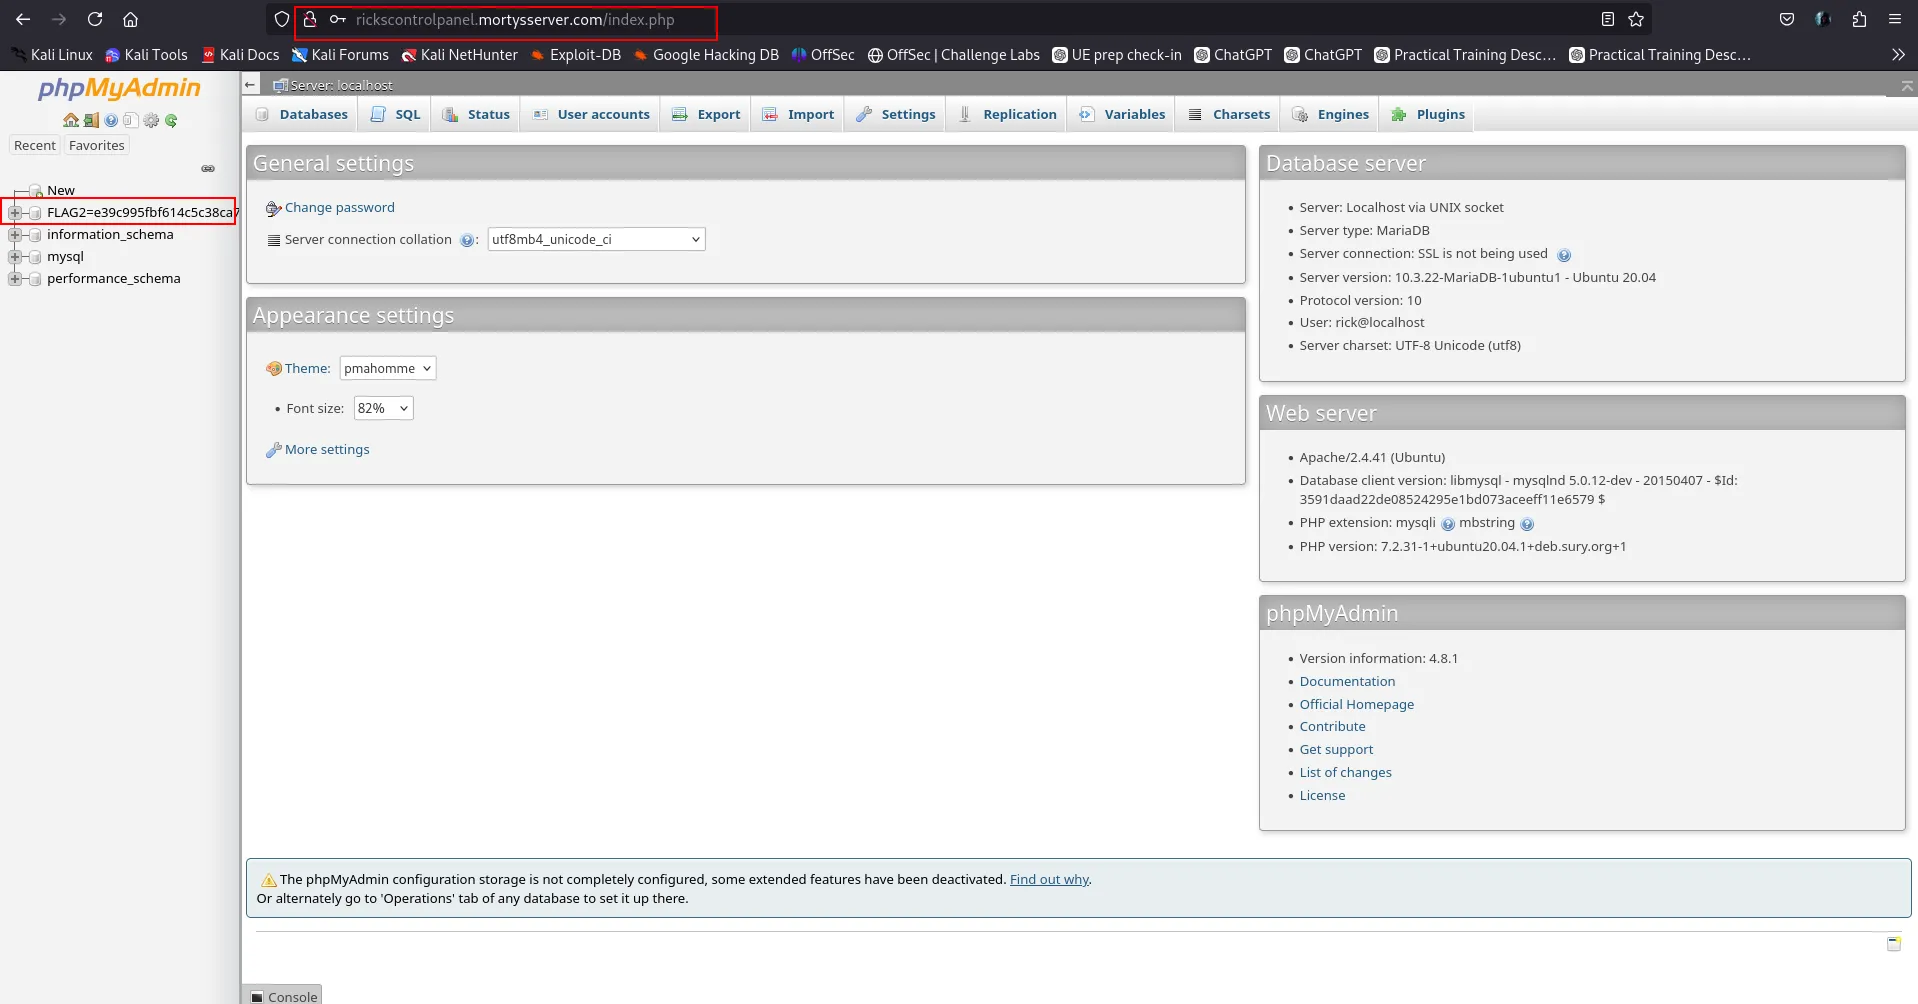 rickscontrolpanel.mortysserver.com/index.php
Kali Linux Kali Tools Kali Docs Kali Forums Kali NetHunter Exploit-DB Google Hacking DB OffSec OffSec | Challenge Labs UE prep check-in ChatGPT ChatGPT Practical Training Desc… Practical Training Desc…
phpMyAdmin
Recent Favorites
New
FLAG2=e39c995fbf614c5c38ca7
information_schema
mysql
performance_schema
Server: localhost
Databases SQL Status User accounts Export Import Settings Replication Variables Charsets Engines Plugins
General settings
Change password
Server connection collation : utf8mb4_unicode_ci
Appearance settings
Theme: pmahomme
Font size: 82%
More settings
Database server
Server: Localhost via UNIX socket
Server type: MariaDB
Server connection: SSL is not being used
Server version: 10.3.22-MariaDB-1ubuntu1 - Ubuntu 20.04
Protocol version: 10
User: rick@localhost
Server charset: UTF-8 Unicode (utf8)
Web server
Apache/2.4.41 (Ubuntu)
Database client version: libmysql - mysqlnd 5.0.12-dev - 20150407 - $Id:
3591daad22de08524295e1bd073aceeff11e6579 $
PHP extension: mysqli mbstring
PHP version: 7.2.31-1+ubuntu20.04.1+deb.sury.org+1
phpMyAdmin
Version information: 4.8.1
Documentation
Official Homepage
Contribute
Get support
List of changes
License
The phpMyAdmin configuration storage is not completely configured, some extended features have been deactivated. Find out why.
Or alternately go to 'Operations' tab of any database to set it up there.
Console